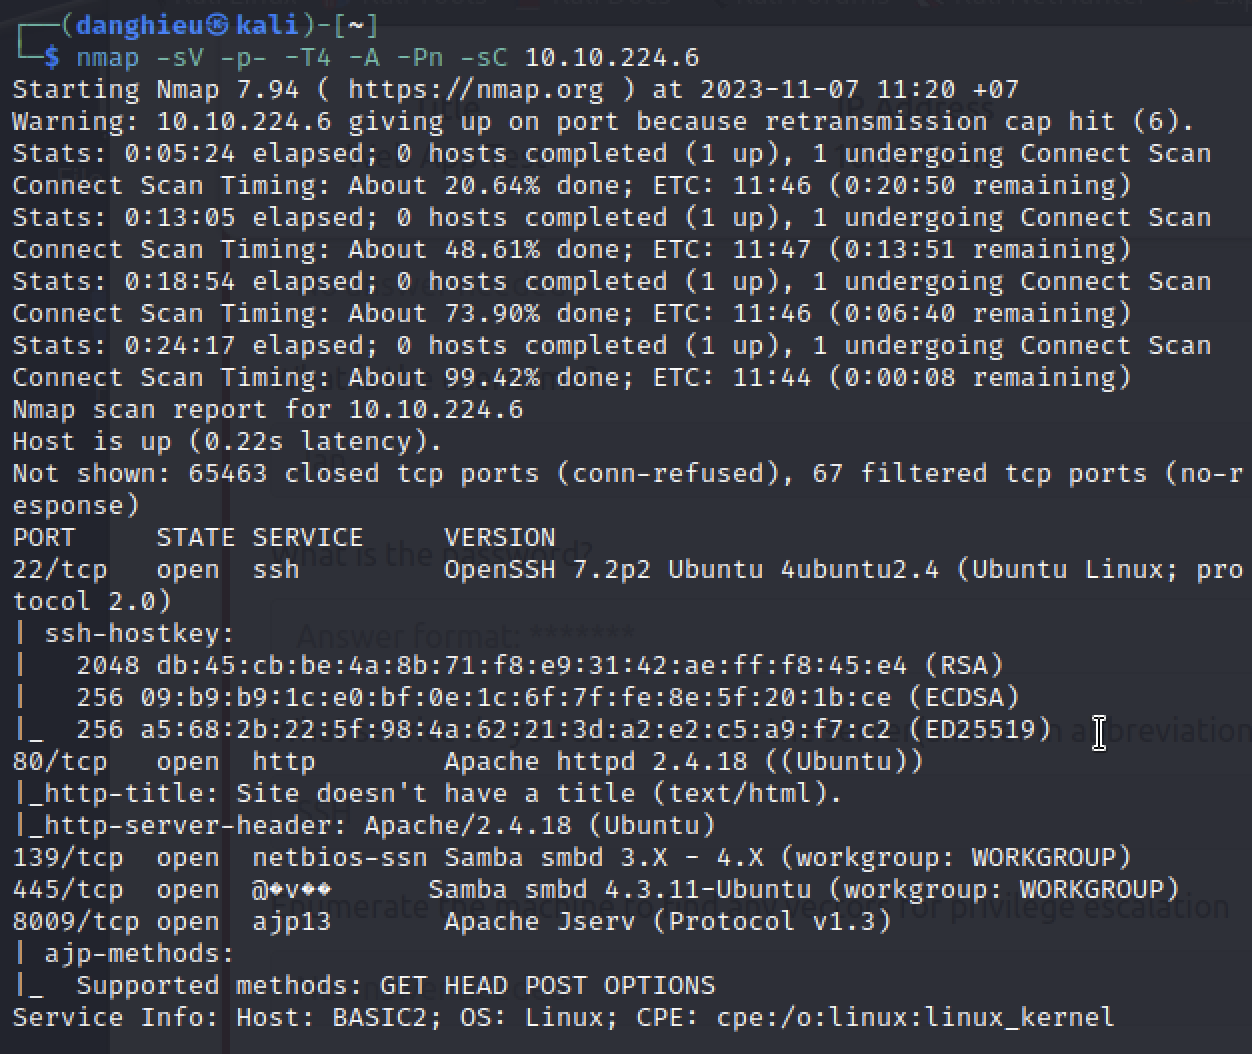 ┌──(danghieu㉿kali)-[~]
└─$ nmap -sV -p- -T4 -A -Pn -sC 10.10.224.6
Starting Nmap 7.94 ( https://nmap.org ) at 2023-11-07 11:20 +07
Warning: 10.10.224.6 giving up on port because retransmission cap hit (6).
Stats: 0:05:24 elapsed; 0 hosts completed (1 up), 1 undergoing Connect Scan
Connect Scan Timing: About 20.64% done; ETC: 11:46 (0:20:50 remaining)
Stats: 0:13:05 elapsed; 0 hosts completed (1 up), 1 undergoing Connect Scan
Connect Scan Timing: About 48.61% done; ETC: 11:47 (0:13:51 remaining)
Stats: 0:18:54 elapsed; 0 hosts completed (1 up), 1 undergoing Connect Scan
Connect Scan Timing: About 73.90% done; ETC: 11:46 (0:06:40 remaining)
Stats: 0:24:17 elapsed; 0 hosts completed (1 up), 1 undergoing Connect Scan
Connect Scan Timing: About 99.42% done; ETC: 11:44 (0:00:08 remaining)
Nmap scan report for 10.10.224.6
Host is up (0.22s latency).
Not shown: 65463 closed tcp ports (conn-refused), 67 filtered tcp ports (no-r
esponse)
PORT     STATE SERVICE     VERSION
What is the password?
22/tcp   open  ssh         OpenSSH 7.2p2 Ubuntu 4ubuntu2.4 (Ubuntu Linux; pro
tocol 2.0)
| ssh-hostkey:
Answer format: *******
|   2048 db:45:cb:be:4a:8b:71:f8:e9:31:42:ae:ff:f8:45:e4 (RSA)
|   256 09:b9:b9:1c:e0:bf:0e:1c:6f:7f:fe:8e:5f:20:1b:ce (ECDSA)
|_  256 a5:68:2b:22:5f:98:4a:62:21:3d:a2:e2:c5:a9:f7:c2 (ED25519)
abbreviation
80/tcp   open  http        Apache httpd 2.4.18 ((Ubuntu))
|_http-title: Site doesn't have a title (text/html).
|_http-server-header: Apache/2.4.18 (Ubuntu)
139/tcp  open  netbios-ssn Samba smbd 3.X - 4.X (workgroup: WORKGROUP)
445/tcp  open  @�v��      Samba smbd 4.3.11-Ubuntu (workgroup: WORKGROUP)
Enumerate the machine to find any vectors for privilege escalation
8009/tcp open  ajp13       Apache Jserv (Protocol v1.3)
| ajp-methods:
|_  Supported methods: GET HEAD POST OPTIONS
Service Info: Host: BASIC2; OS: Linux; CPE: cpe:/o:linux:linux_kernel